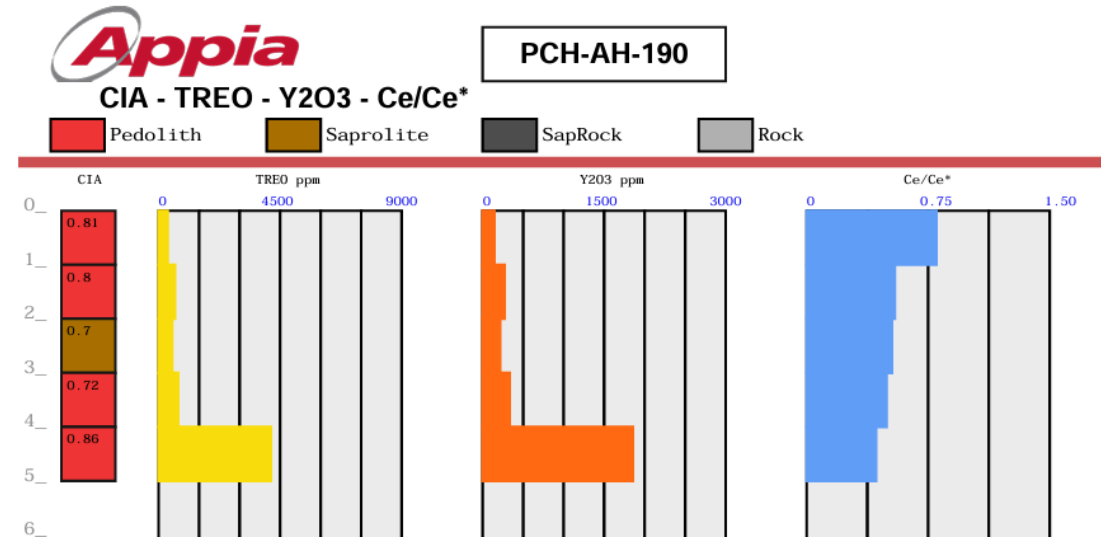 Appia
PCH-AH-190
CIA - TREO - Y2O3 - Ce/Ce*
Pedolith Saprolite SapRock Rock
CIA TREO ppm Y2O3 ppm Ce/Ce*
0 4500 9000 0 1500 3000 0 0.75 1.50
0_
0.81
1_
0.8
2_
0.7
3_
0.72
4_
0.86
5_
6_